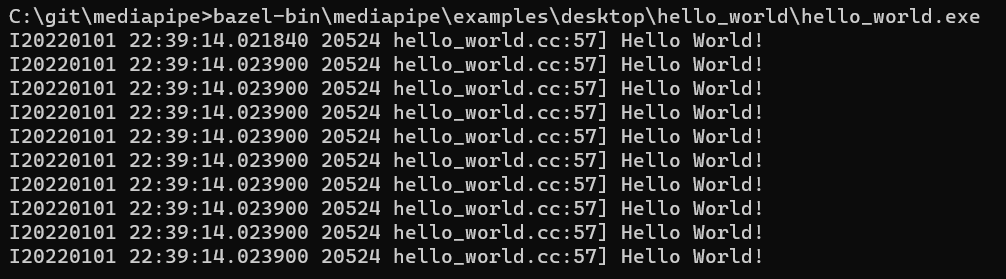 C:\git\mediapipe>bazel-bin\mediapipe\examples\desktop\hello_world\hello_world.exe
I20220101 22:39:14.021840 20524 hello_world.cc:57] Hello World!
I20220101 22:39:14.023900 20524 hello_world.cc:57] Hello World!
I20220101 22:39:14.023900 20524 hello_world.cc:57] Hello World!
I20220101 22:39:14.023900 20524 hello_world.cc:57] Hello World!
I20220101 22:39:14.023900 20524 hello_world.cc:57] Hello World!
I20220101 22:39:14.023900 20524 hello_world.cc:57] Hello World!
I20220101 22:39:14.023900 20524 hello_world.cc:57] Hello World!
I20220101 22:39:14.023900 20524 hello_world.cc:57] Hello World!
I20220101 22:39:14.023900 20524 hello_world.cc:57] Hello World!
I20220101 22:39:14.023900 20524 hello_world.cc:57] Hello World!